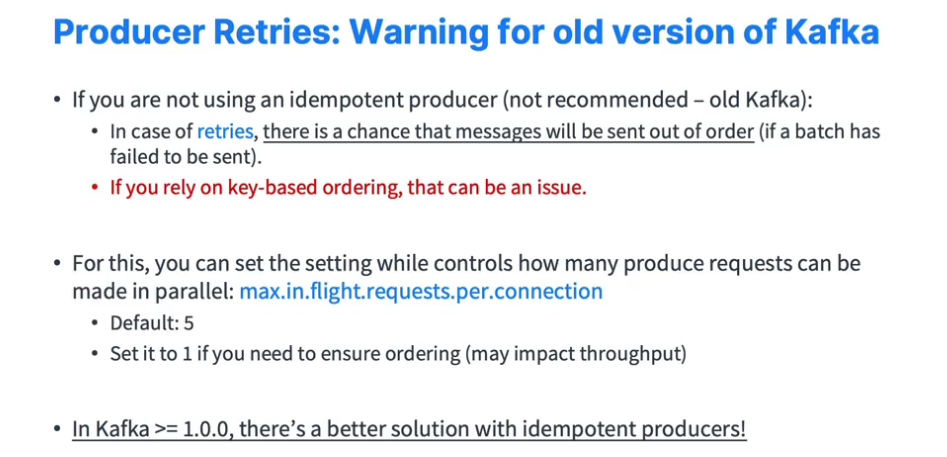 Producer Retries: Warning for old version of Kafka
• If you are not using an idempotent producer (not recommended – old Kafka):
• In case of retries, there is a chance that messages will be sent out of order (if a batch has
failed to be sent).
• If you rely on key-based ordering, that can be an issue.
• For this, you can set the setting while controls how many produce requests can be
made in parallel: max.in.flight.requests.per.connection
• Default: 5
• Set it to 1 if you need to ensure ordering (may impact throughput)
• In Kafka >= 1.0.0, there's a better solution with idempotent producers!